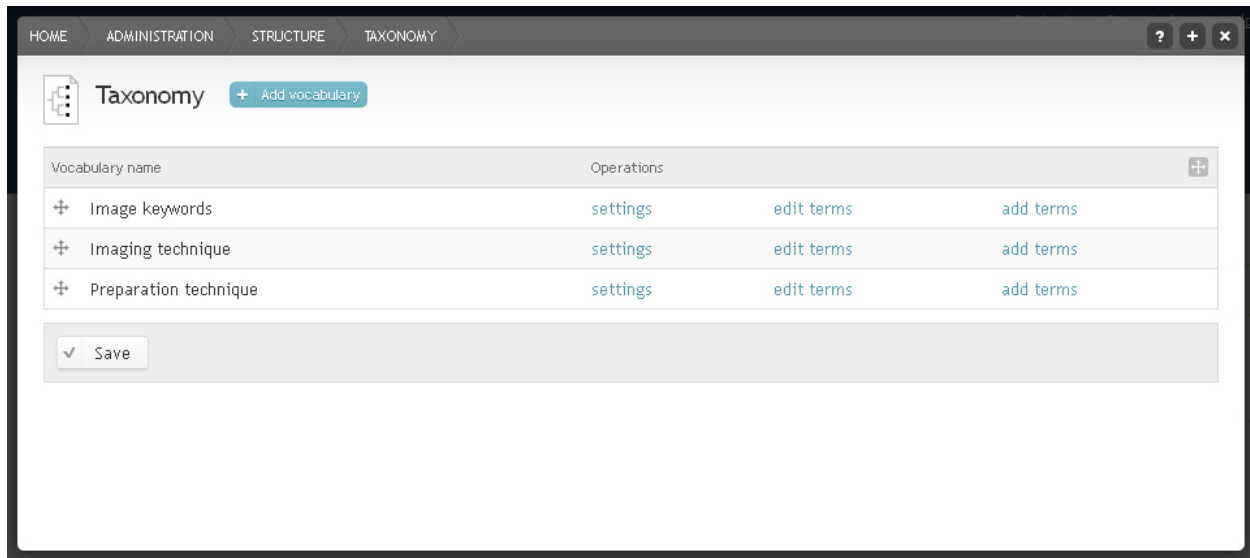 HOME ADMINISTRATION STRUCTURE TAXONOMY ? + ×
Taxonomy + Add vocabulary
Vocabulary name Operations
Image keywords settings edit terms add terms
Imaging technique settings edit terms add terms
Preparation technique settings edit terms add terms
Save